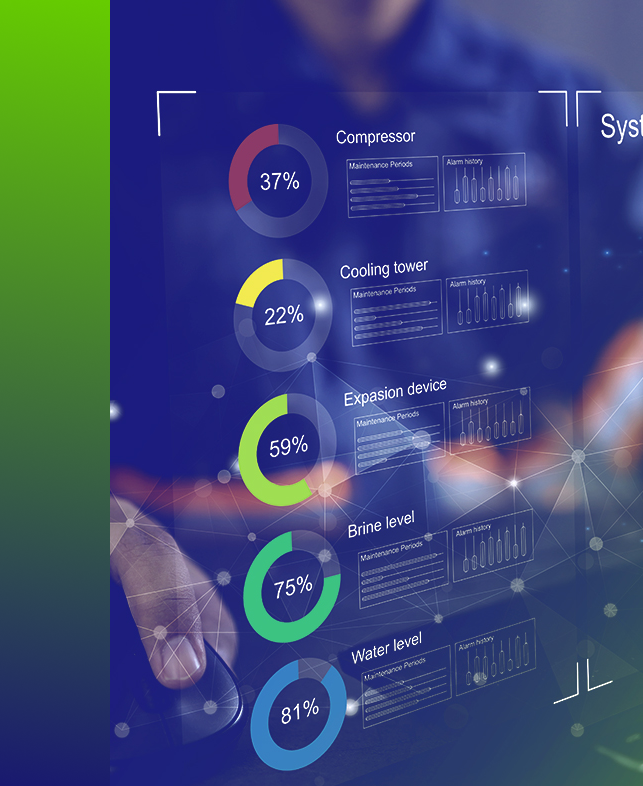 Syst
Compressor
37%
Maintenance Periods
Alarm history
Cooling tower
22%
Maintenance Periods
Alarm history
Expasion device
59%
Maintenance Periods
Alarm history
Brine level
75%
Maintenance Periods
Alarm history
Water level
81%
Maintenance Periods
Alarm history